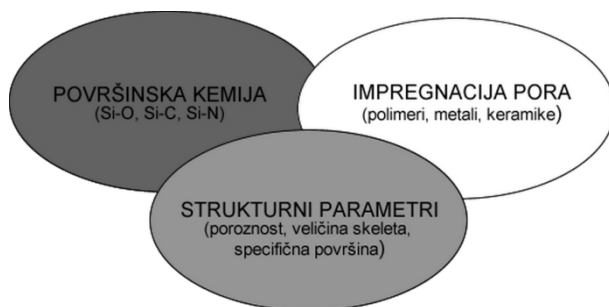 POVRŠINSKA KEMIJA
(Si-O, Si-C, Si-N)
IMPREGNACIJA PORA
(polimeri, metali, keramike)
STRUKTURNI PARAMETRI
(poroznost, veličina skeleta,
specifična površina)